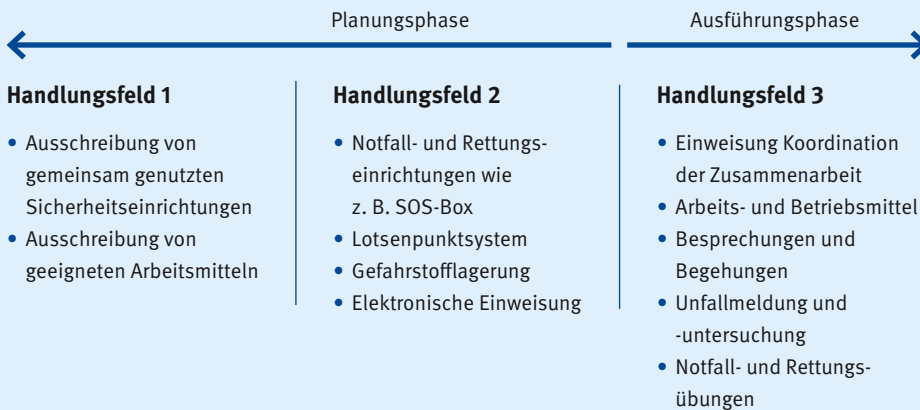 Planungsphase
Ausführungsphase
Handlungsfeld 1
• Ausschreibung von
gemeinsam genutzten
Sicherheitseinrichtungen
• Ausschreibung von
geeigneten Arbeitsmitteln
Handlungsfeld 2
• Notfall- und Rettungs-
einrichtungen wie
z. B. SOS-Box
• Lotsenpunktsystem
• Gefahrstofflagerung
• Elektronische Einweisung
Handlungsfeld 3
• Einweisung Koordination
der Zusammenarbeit
• Arbeits- und Betriebsmittel
• Besprechungen und
Begehungen
• Unfallmeldung und
-untersuchung
• Notfall- und Rettungs-
übungen